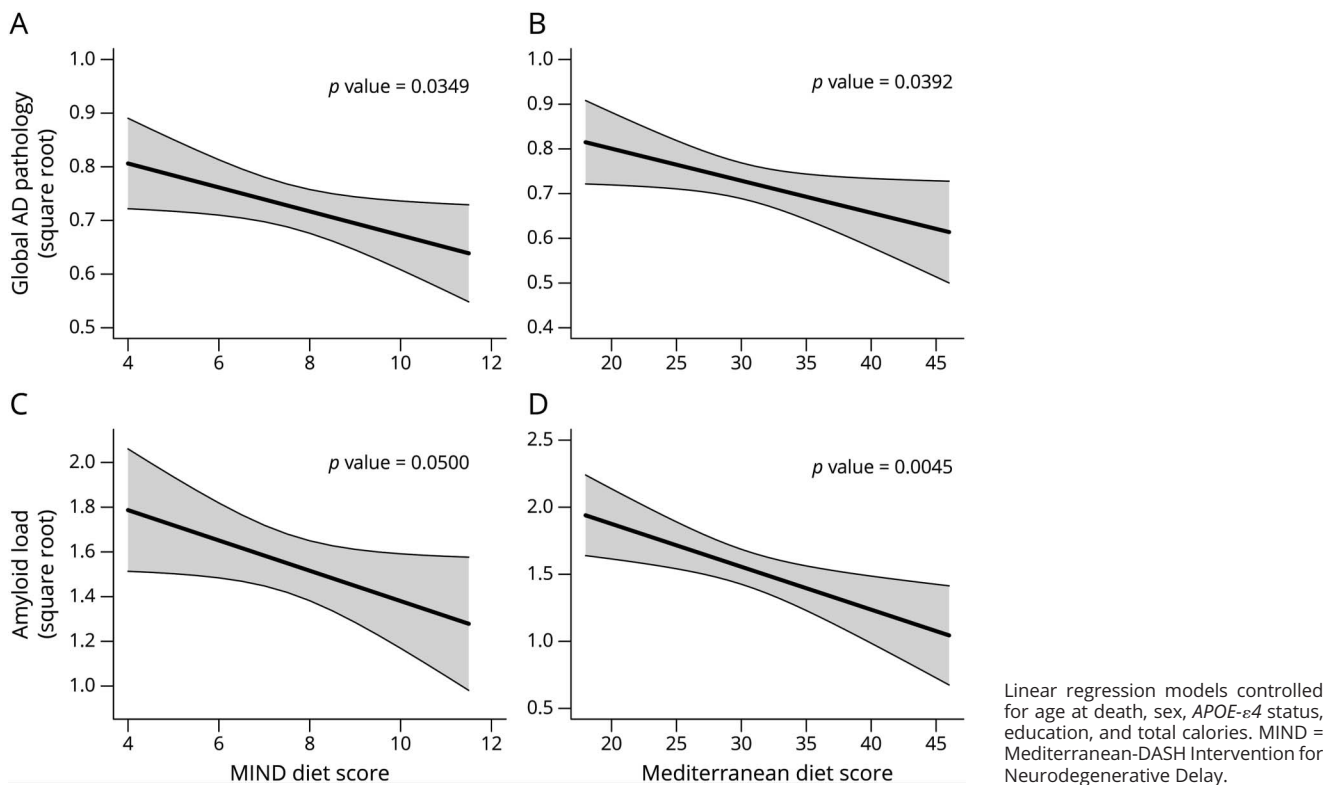 A
Global AD pathology
(square root)
1.0
0.9
0.8
0.7
0.6
0.5
p value = 0.0349
4 6 8 10 12
B
1.0
0.9
0.8
0.7
0.6
0.5
0.4
p value = 0.0392
20 25 30 35 40 45
C
Amyloid load
(square root)
2.0
1.8
1.6
1.4
1.2
1.0
p value = 0.0500
4 6 8 10 12
MIND diet score
D
2.5
2.0
1.5
1.0
0.5
p value = 0.0045
20 25 30 35 40 45
Mediterranean diet score
Linear regression models controlled
for age at death, sex, APOE-ε4 status,
education, and total calories. MIND =
Mediterranean-DASH Intervention for
Neurodegenerative Delay.